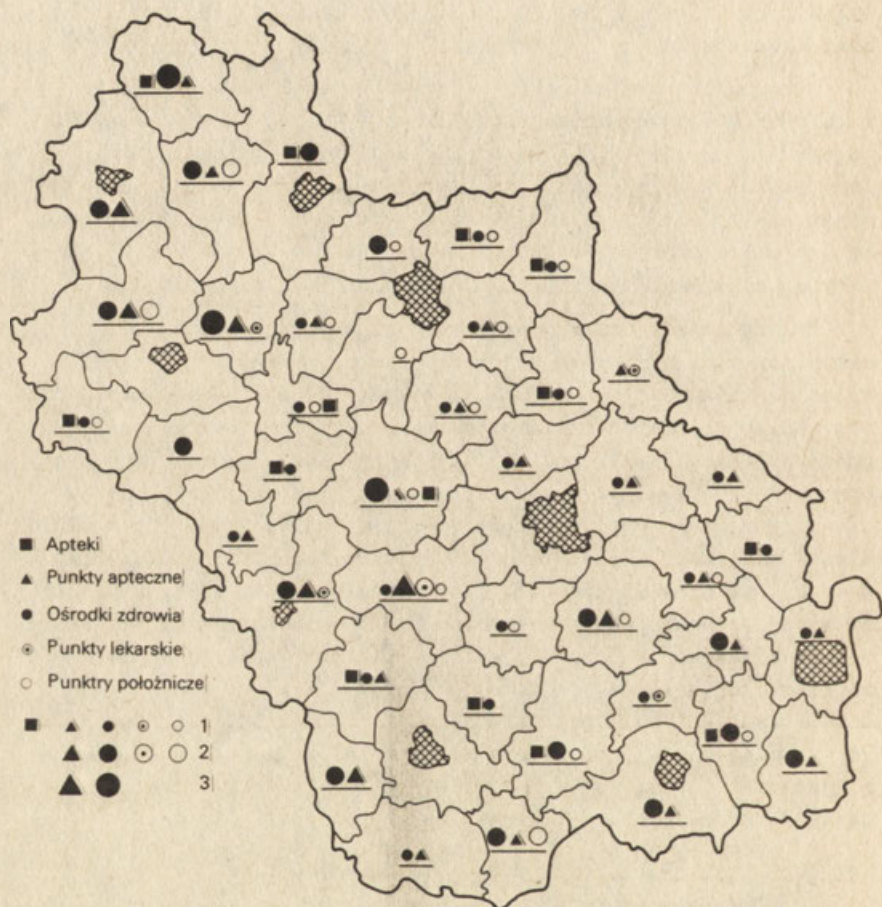 Apteki
Punkty apteczne
Ośrodki zdrowia
Punkty lekarskie
Punktry położnicze
1
2
3